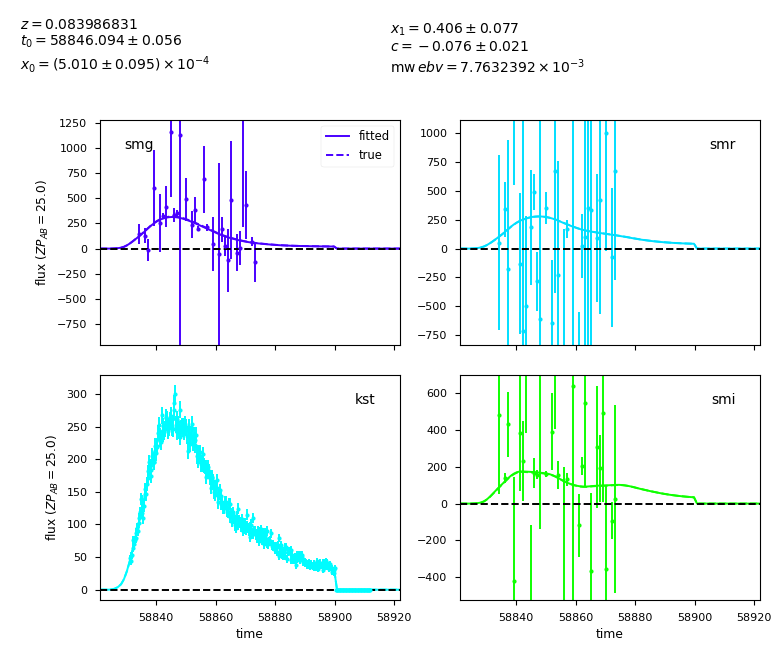 z = 0.083986831
t₀ = 58846.094 ± 0.056
x₀ = (5.010 ± 0.095) × 10⁻⁴
x₁ = 0.406 ± 0.077
c = −0.076 ± 0.021
mw ebv = 7.7632392 × 10⁻³
smg
fitted
true
1250
1000
750
500
250
0
−250
−500
−750
flux (ZP_AB = 25.0)
smr
1000
750
500
250
0
−250
−500
−750
kst
300
250
200
150
100
50
0
flux (ZP_AB = 25.0)
58840 58860 58880 58900 58920
time
smi
600
400
200
0
−200
−400
58840 58860 58880 58900 58920
time